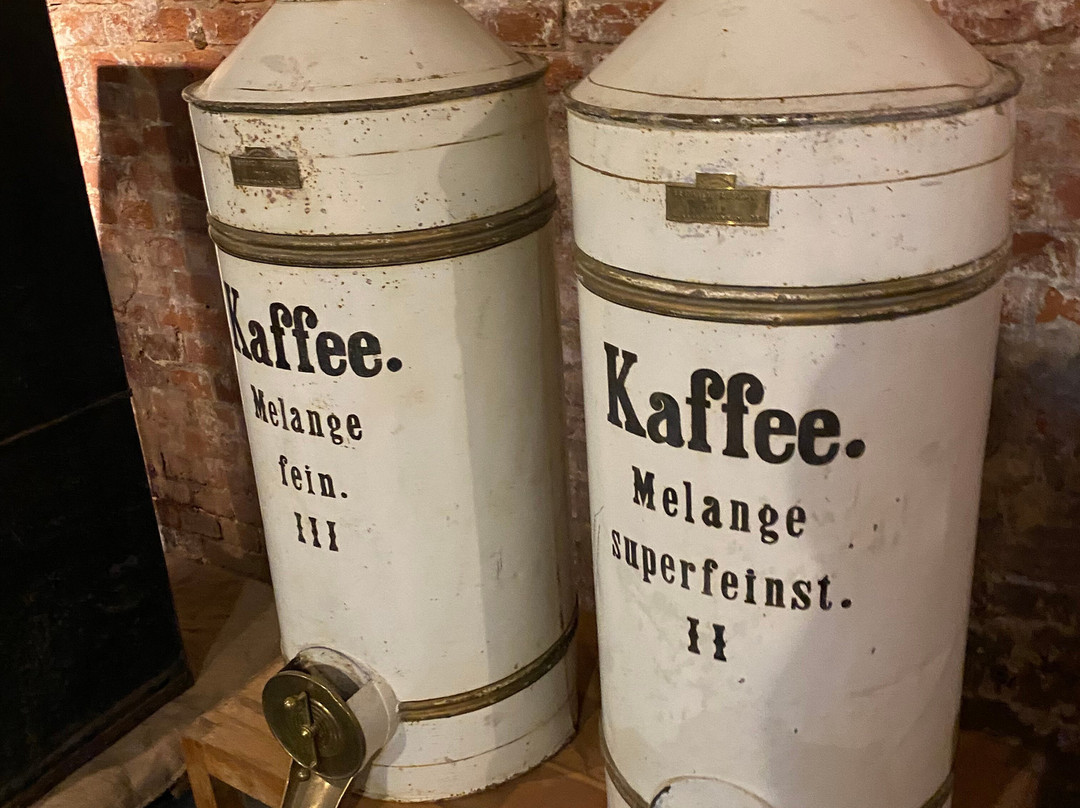 Kaffee.
Melange
fein.
III
Kaffee.
Melange
superfeinst.
II